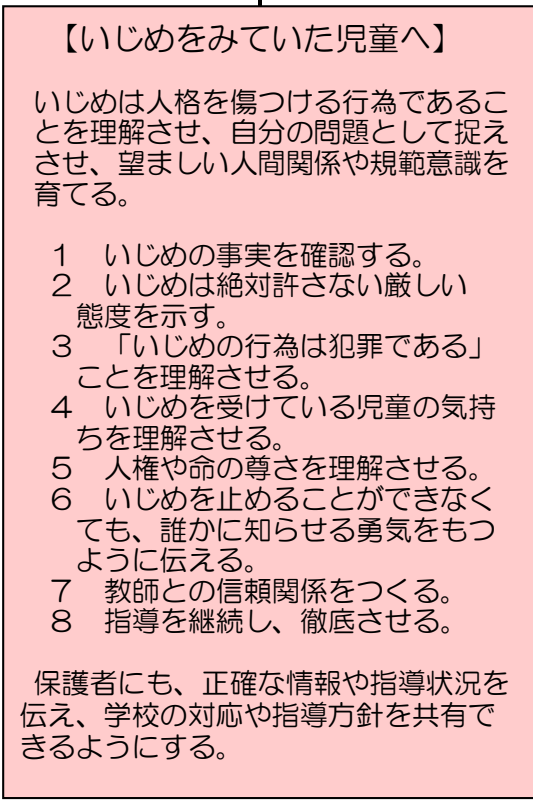 【いじめをみていた児童へ】
いじめは人格を傷つける行為であるこ
とを理解させ、自分の問題として捉え
させ、望ましい人間関係や規範意識を
育てる。
１　いじめの事実を確認する。
２　いじめは絶対許さない厳しい
態度を示す。
３　「いじめの行為は犯罪である」
ことを理解させる。
４　いじめを受けている児童の気持
ちを理解させる。
５　人権や命の尊さを理解させる。
６　いじめを止めることができなく
ても、誰かに知らせる勇気をもつ
ように伝える。
７　教師との信頼関係をつくる。
８　指導を継続し、徹底させる。
保護者にも、正確な情報や指導状況を
伝え、学校の対応や指導方針を共有で
きるようにする。